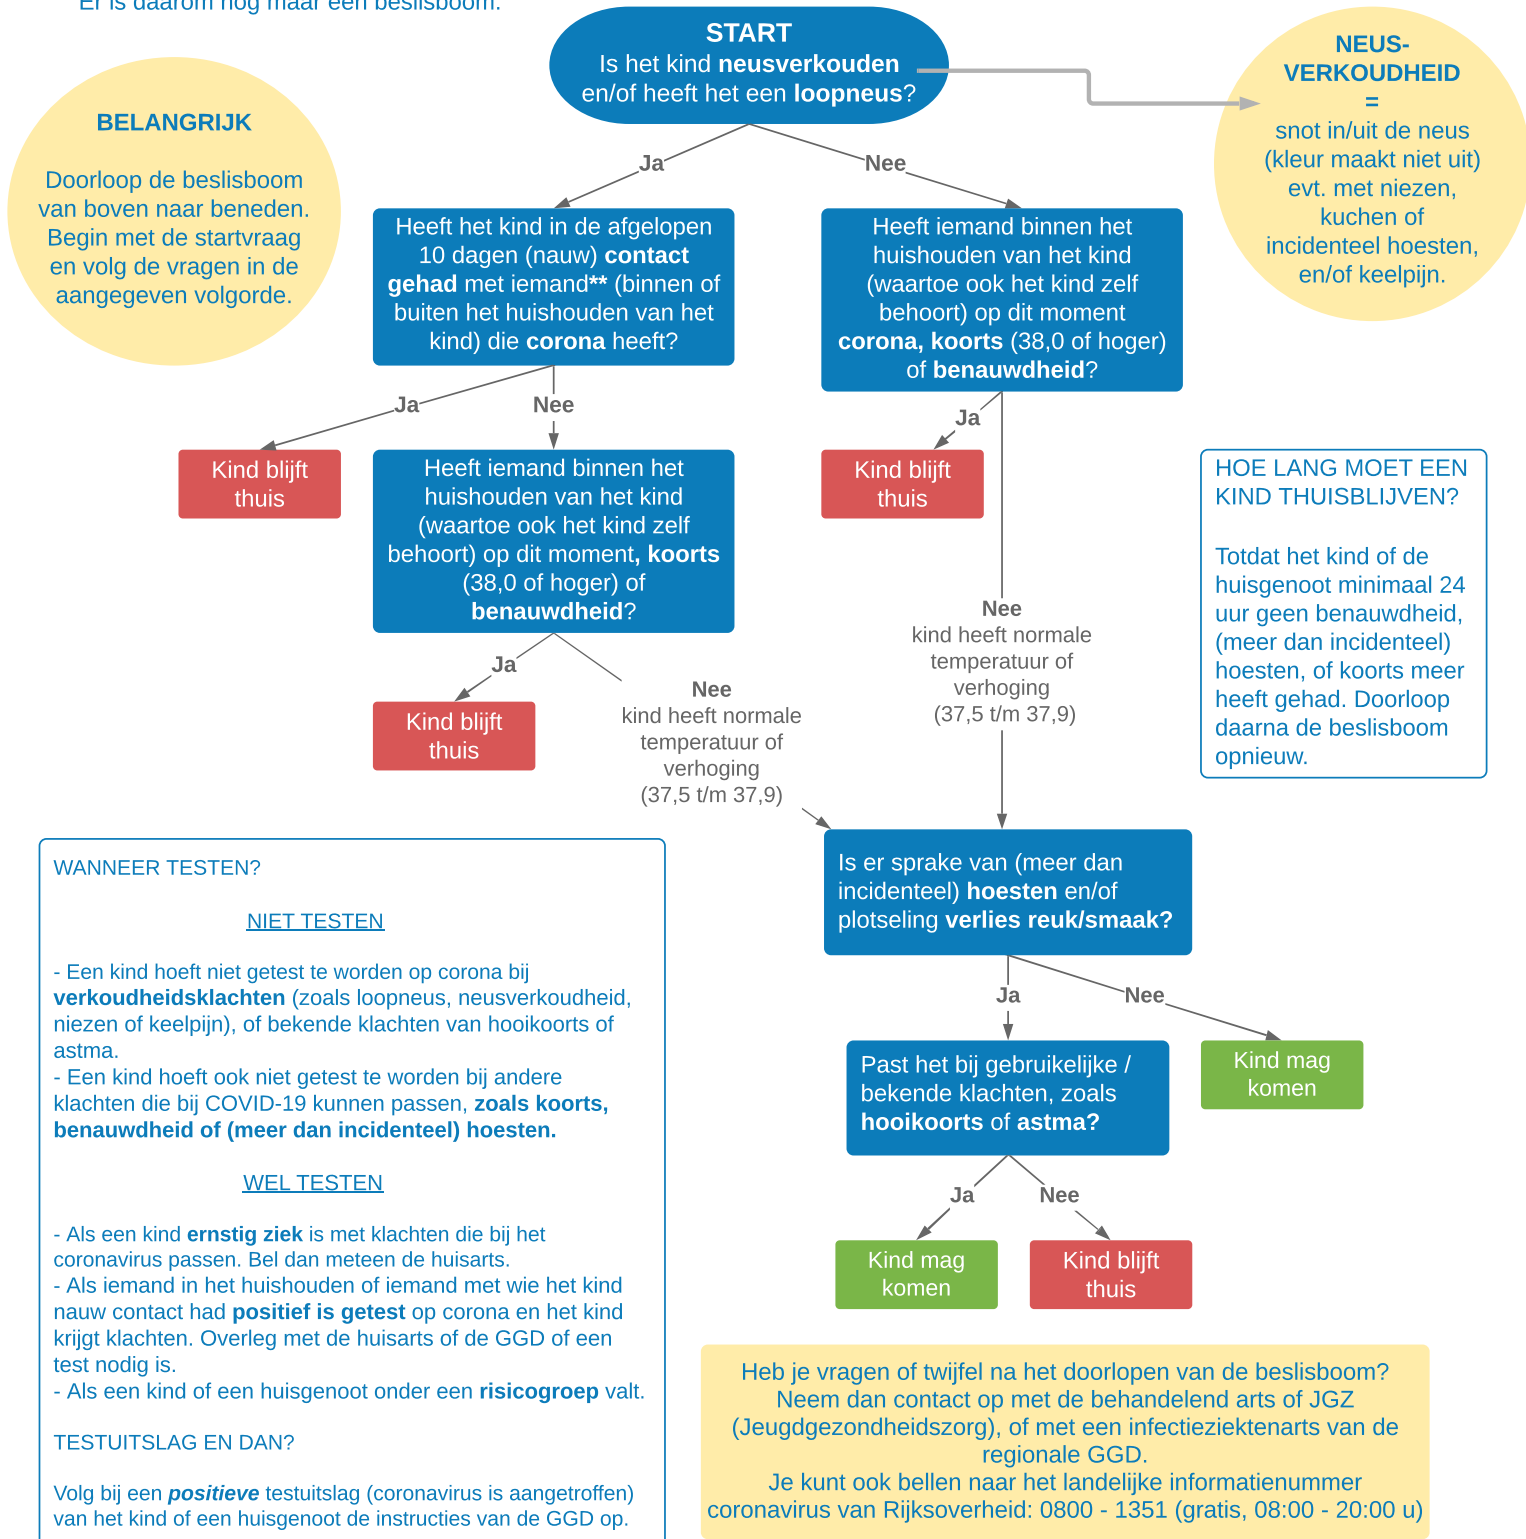 Er is daarom nog maar één beslisboom.
START
Is het kind neusverkouden
en/of heeft het een loopneus?
NEUS-
VERKOUDHEID
=
snot in/uit de neus
(kleur maakt niet uit)
evt. met niezen,
kuchen of
incidenteel hoesten,
en/of keelpijn.
BELANGRIJK
Doorloop de beslisboom
van boven naar beneden.
Begin met de startvraag
en volg de vragen in de
aangegeven volgorde.
Ja
Nee
Heeft het kind in de afgelopen
10 dagen (nauw) contact
gehad met iemand** (binnen of
buiten het huishouden van het
kind) die corona heeft?
Heeft iemand binnen het
huishouden van het kind
(waartoe ook het kind zelf
behoort) op dit moment
corona, koorts (38,0 of hoger)
of benauwdheid?
Ja
Nee
Ja
Kind blijft
thuis
Heeft iemand binnen het
huishouden van het kind
(waartoe ook het kind zelf
behoort) op dit moment, koorts
(38,0 of hoger) of
benauwdheid?
Kind blijft
thuis
HOE LANG MOET EEN
KIND THUISBLIJVEN?
Totdat het kind of de
huisgenoot minimaal 24
uur geen benauwdheid,
(meer dan incidenteel)
hoesten, of koorts meer
heeft gehad. Doorloop
daarna de beslisboom
opnieuw.
Nee
kind heeft normale
temperatuur of
verhoging
(37,5 t/m 37,9)
Ja
Kind blijft
thuis
Nee
kind heeft normale
temperatuur of
verhoging
(37,5 t/m 37,9)
Is er sprake van (meer dan
incidenteel) hoesten en/of
plotseling verlies reuk/smaak?
Ja
Nee
Past het bij gebruikelijke /
bekende klachten, zoals
hooikoorts of astma?
Kind mag
komen
Ja
Nee
Kind mag
komen
Kind blijft
thuis
WANNEER TESTEN?
NIET TESTEN
- Een kind hoeft niet getest te worden op corona bij
verkoudheidsklachten (zoals loopneus, neusverkoudheid,
niezen of keelpijn), of bekende klachten van hooikoorts of
astma.
- Een kind hoeft ook niet getest te worden bij andere
klachten die bij COVID-19 kunnen passen, zoals koorts,
benauwdheid of (meer dan incidenteel) hoesten.
WEL TESTEN
- Als een kind ernstig ziek is met klachten die bij het
coronavirus passen. Bel dan meteen de huisarts.
- Als iemand in het huishouden of iemand met wie het kind
nauw contact had positief is getest op corona en het kind
krijgt klachten. Overleg met de huisarts of de GGD of een
test nodig is.
- Als een kind of een huisgenoot onder een risicogroep valt.
TESTUITSLAG EN DAN?
Volg bij een positieve testuitslag (coronavirus is aangetroffen)
van het kind of een huisgenoot de instructies van de GGD op.
Heb je vragen of twijfel na het doorlopen van de beslisboom?
Neem dan contact op met de behandelend arts of JGZ
(Jeugdgezondheidszorg), of met een infectieziektenarts van de
regionale GGD.
Je kunt ook bellen naar het landelijke informatienummer
coronavirus van Rijksoverheid: 0800 - 1351 (gratis, 08:00 - 20:00 u)